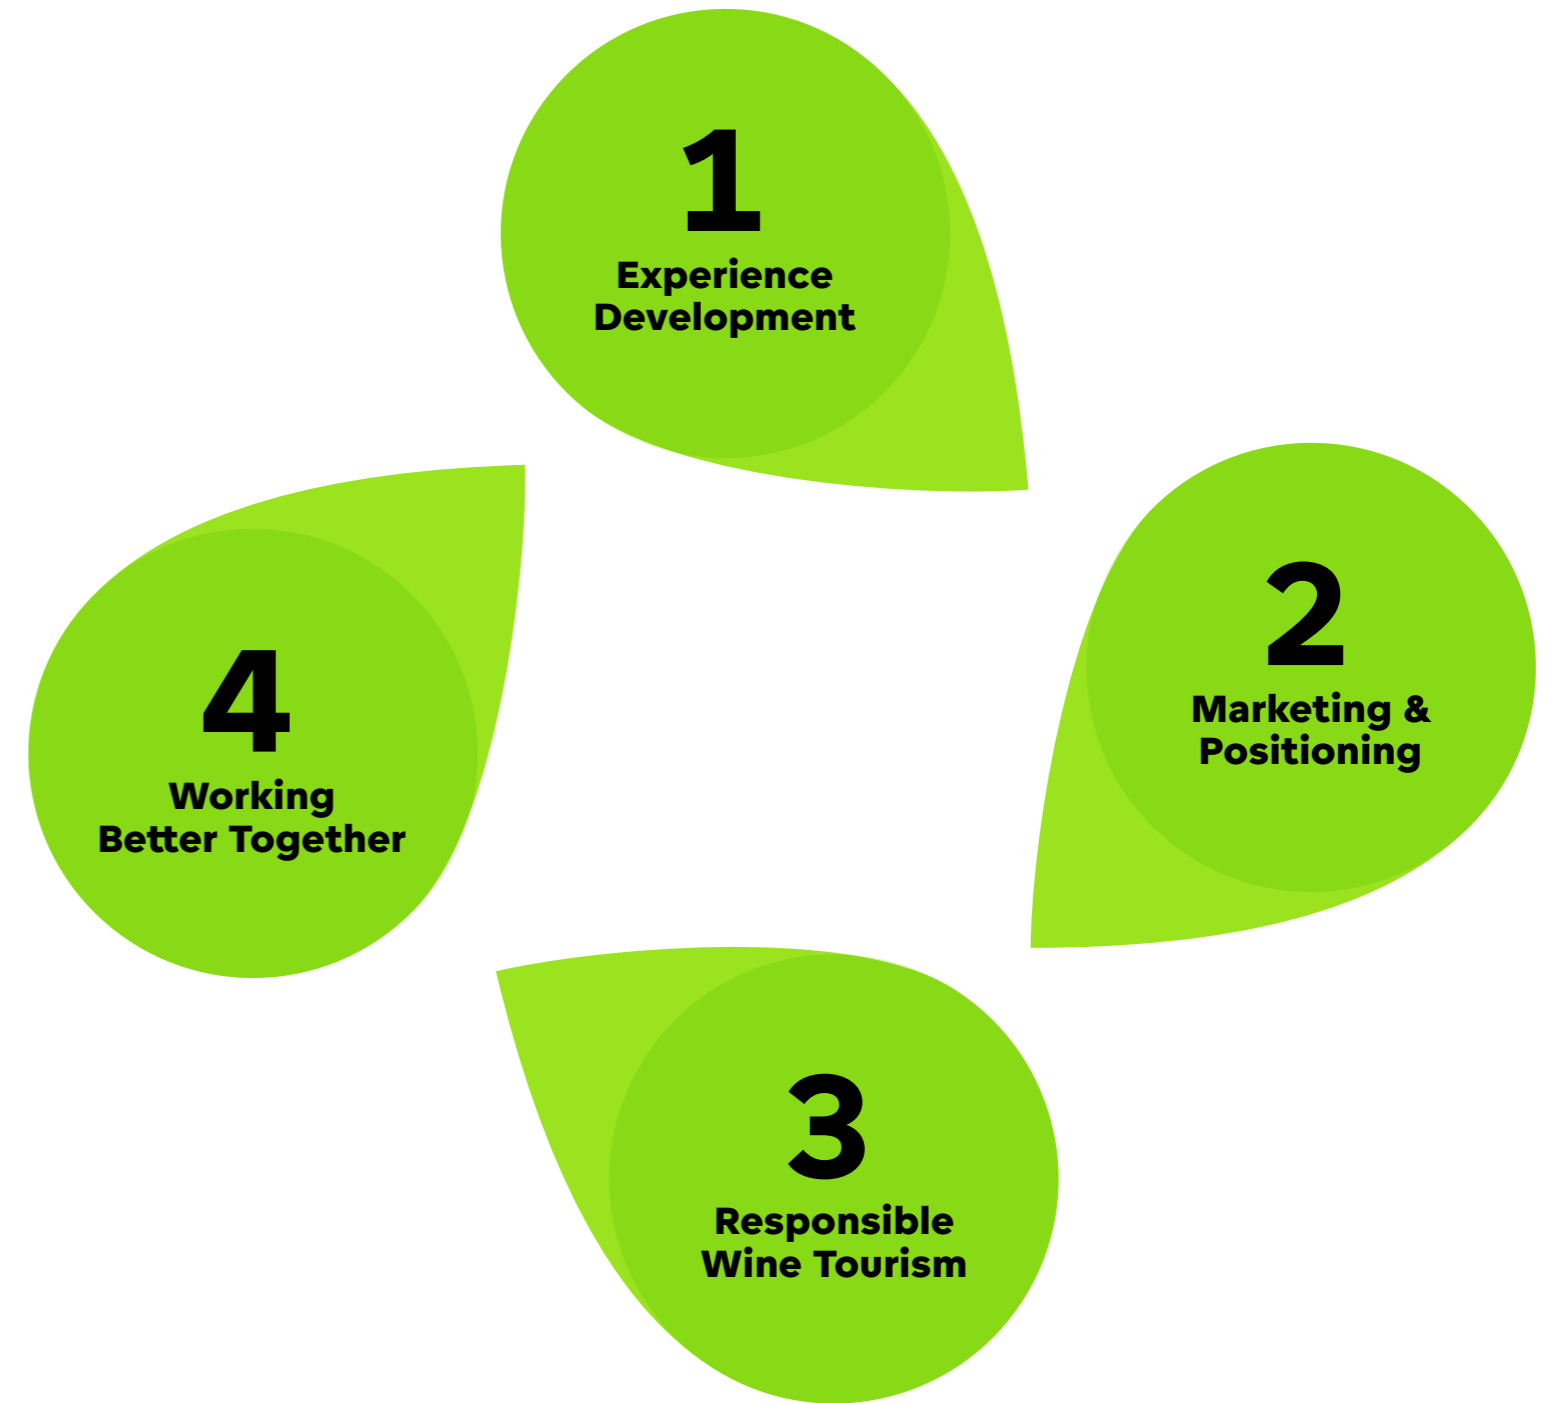 1
Experience
Development
2
Marketing &
Positioning
3
Responsible
Wine Tourism
4
Working
Better Together